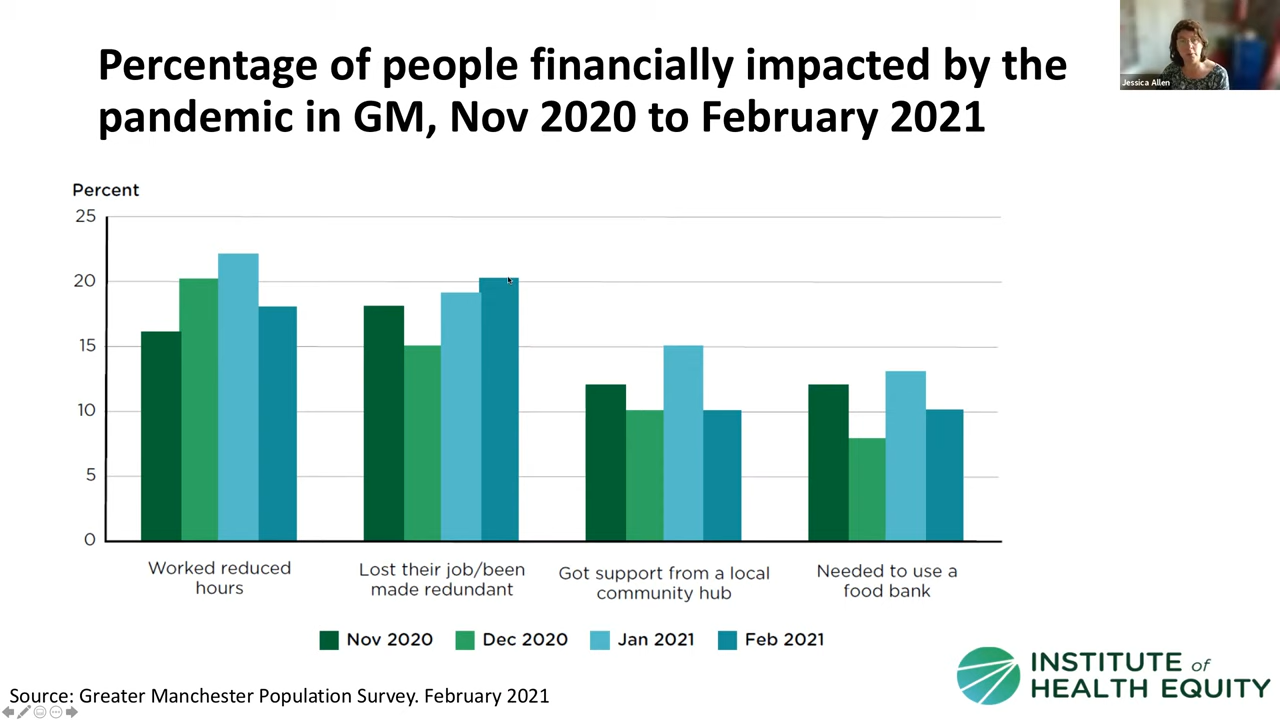 Percentage of people financially impacted by the
pandemic in GM, Nov 2020 to February 2021
Jessica Allen
Percent
25
20
15
10
5
0
Worked reduced
hours
Lost their job/been
made redundant
Got support from a local
community hub
Needed to use a
food bank
Nov 2020 Dec 2020 Jan 2021 Feb 2021
INSTITUTE of
HEALTH EQUITY
Source: Greater Manchester Population Survey. February 2021